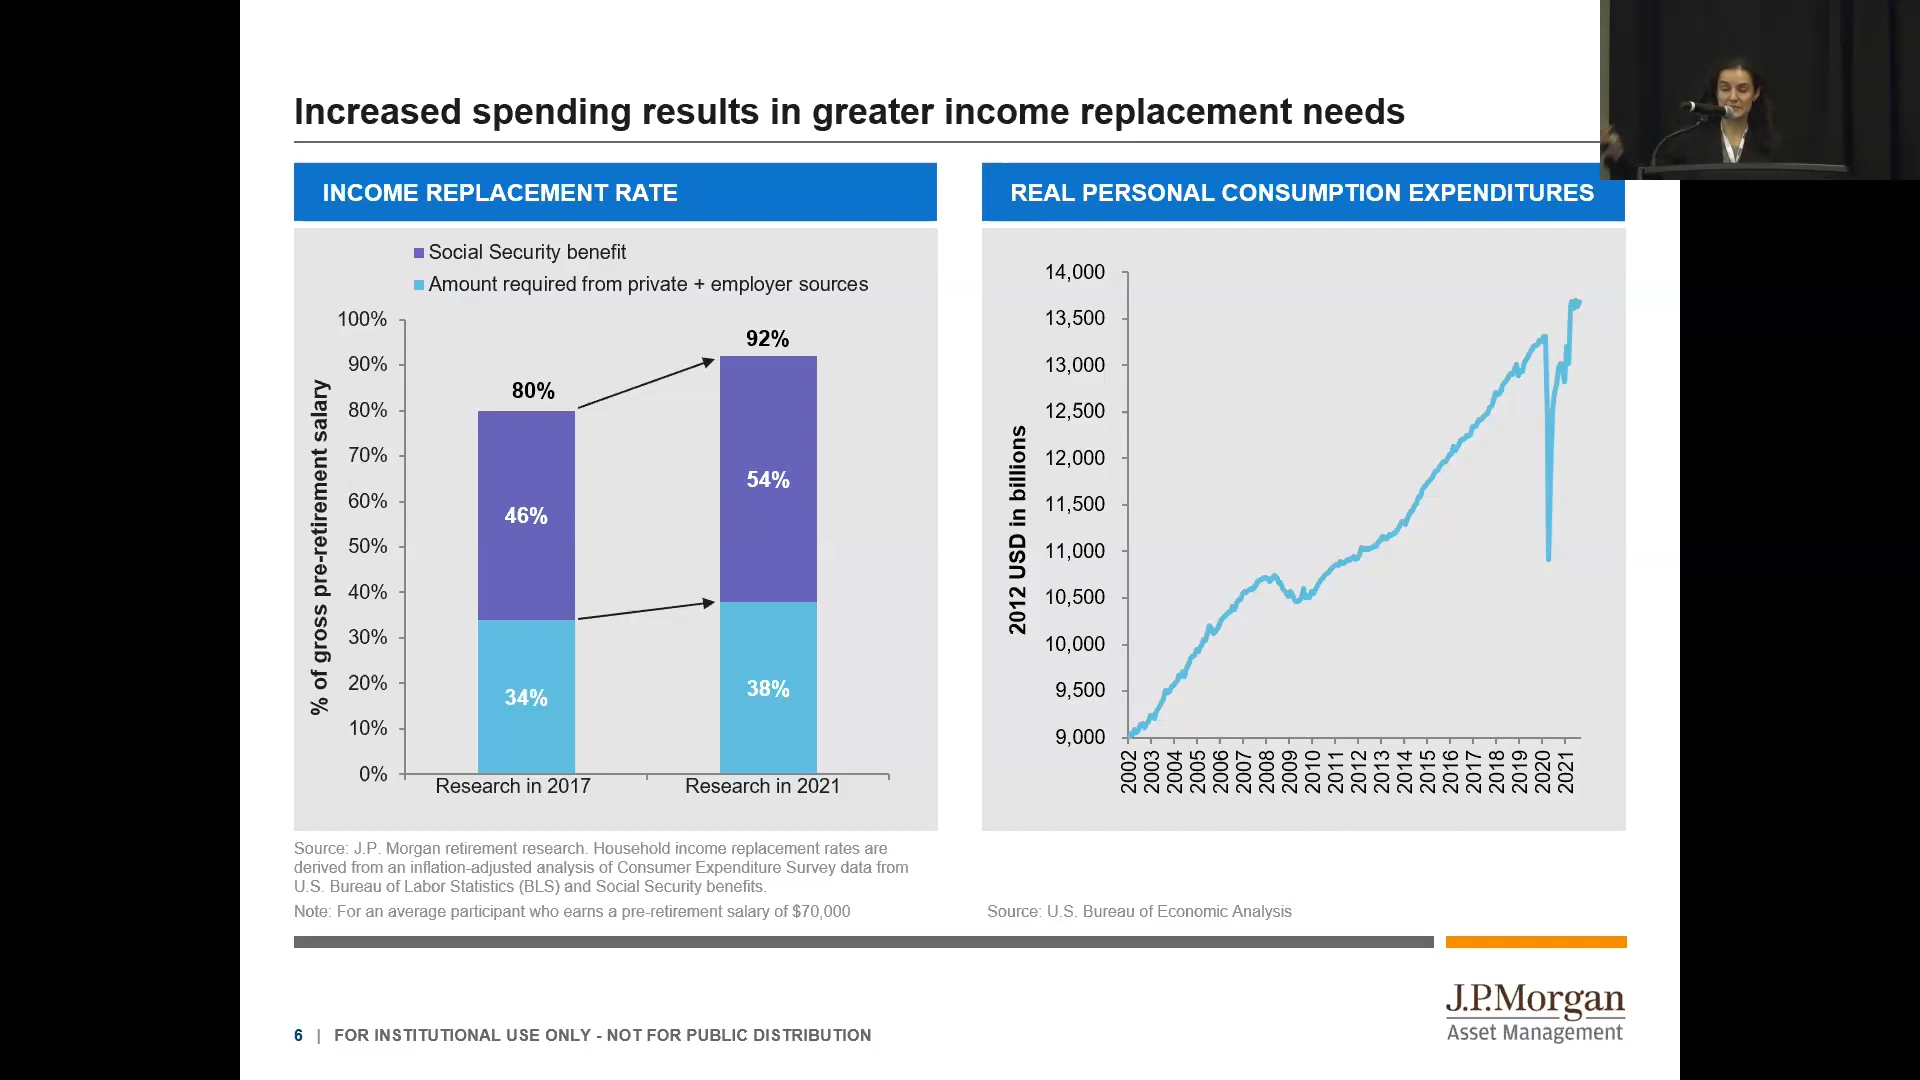 Increased spending results in greater income replacement needs
INCOME REPLACEMENT RATE
Social Security benefit
Amount required from private + employer sources
% of gross pre-retirement salary
100%
90%
80%
70%
60%
50%
40%
30%
20%
10%
0%
80%
46%
34%
92%
54%
38%
Research in 2017
Research in 2021
Source: J.P. Morgan retirement research. Household income replacement rates are
derived from an inflation-adjusted analysis of Consumer Expenditure Survey data from
U.S. Bureau of Labor Statistics (BLS) and Social Security benefits.
Note: For an average participant who earns a pre-retirement salary of $70,000
REAL PERSONAL CONSUMPTION EXPENDITURES
2012 USD in billions
14,000
13,500
13,000
12,500
12,000
11,500
11,000
10,500
10,000
9,500
9,000
2002
2003
2004
2005
2006
2007
2008
2009
2010
2011
2012
2013
2014
2015
2016
2017
2018
2019
2020
2021
Source: U.S. Bureau of Economic Analysis
6 | FOR INSTITUTIONAL USE ONLY - NOT FOR PUBLIC DISTRIBUTION
J.P.Morgan
Asset Management